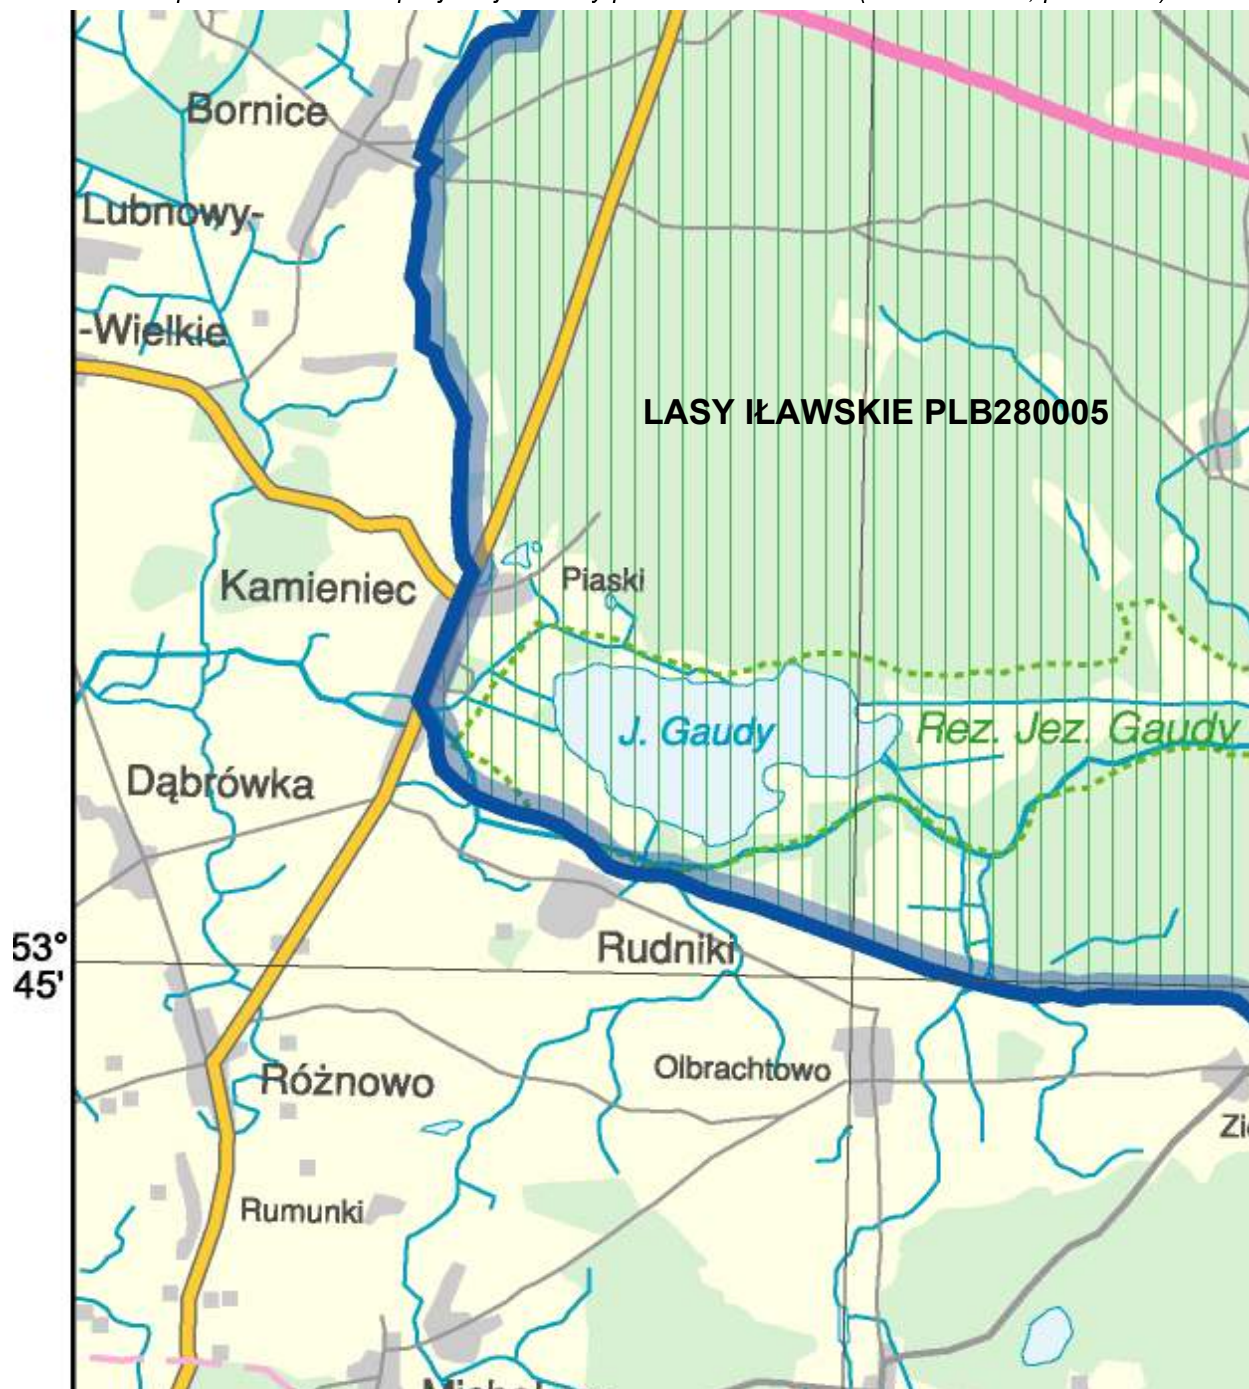 Bornice
Lubnowy-
-Wielkie
LASY IŁAWSKIE PLB280005
Kamieniec
Piaski
J. Gaudy
Rez. Jez. Gaudy
Dąbrówka
Rudniki
53°
45'
Olbrachtowo
Różnowo
Rumunki